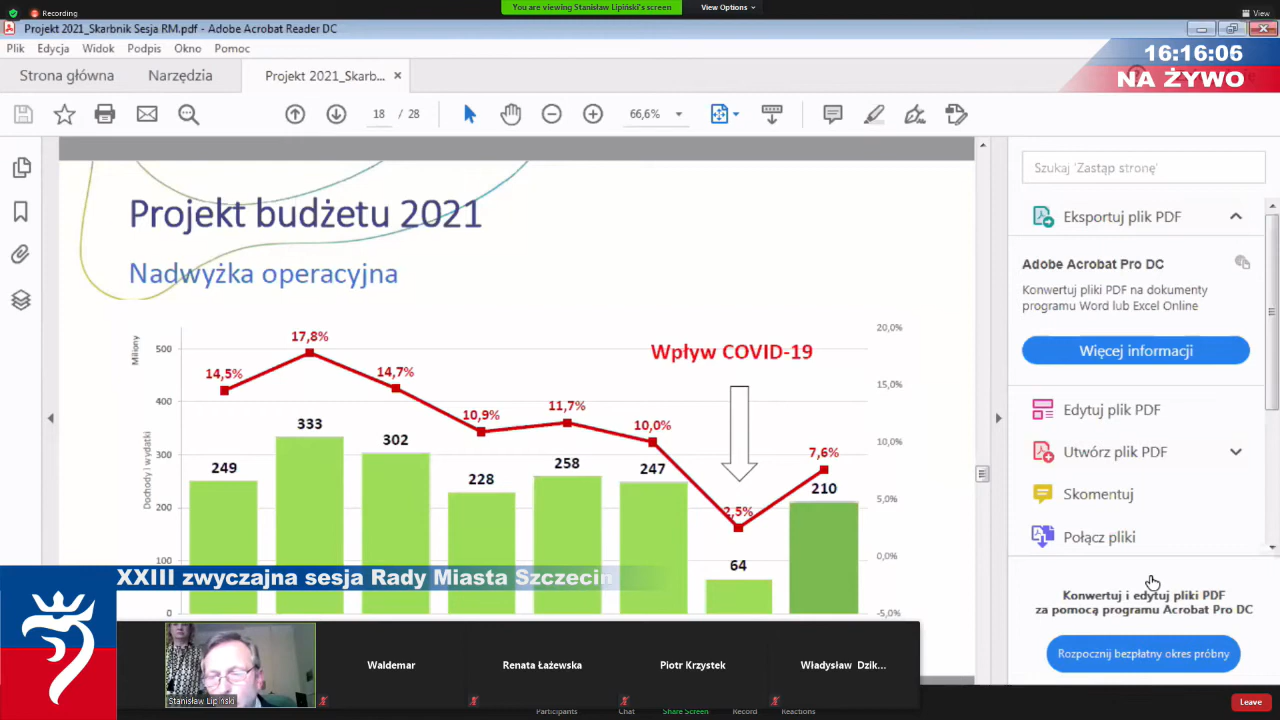 Recording
You are viewing Stanisław Lipiński's screen
View Options
View
Projekt 2021_Skarbnik Sesja RM.pdf - Adobe Acrobat Reader DC
Plik Edycja Widok Podpis Okno Pomoc
16:16:06
NA ŻYWO
Strona główna
Narzędzia
Projekt 2021_Skarb...
18 / 28
66,6%
Szukaj 'Zastąp stronę'
Eksportuj plik PDF
Adobe Acrobat Pro DC
Konwertuj pliki PDF na dokumenty
programu Word lub Excel Online
Więcej informacji
Edytuj plik PDF
Utwórz plik PDF
Skomentuj
Połącz pliki
Konwertuj i edytuj pliki PDF
za pomocą programu Acrobat Pro DC
Rozpocznij bezpłatny okres próbny
Projekt budżetu 2021
Nadwyżka operacyjna
Wpływ COVID-19
Miliony
Dochody i wydatki
500
400
300
200
100
0
20,0%
15,0%
10,0%
5,0%
0,0%
-5,0%
14,5%
17,8%
14,7%
10,9%
11,7%
10,0%
2,5%
7,6%
249
333
302
228
258
247
64
210
XXIII zwyczajna sesja Rady Miasta Szczecin
Stanisław Lipiński
Waldemar
Renata Łażewska
Piotr Krzystek
Władysław Dzik...
Participants
Chat
Share Screen
Record
Reactions
Leave